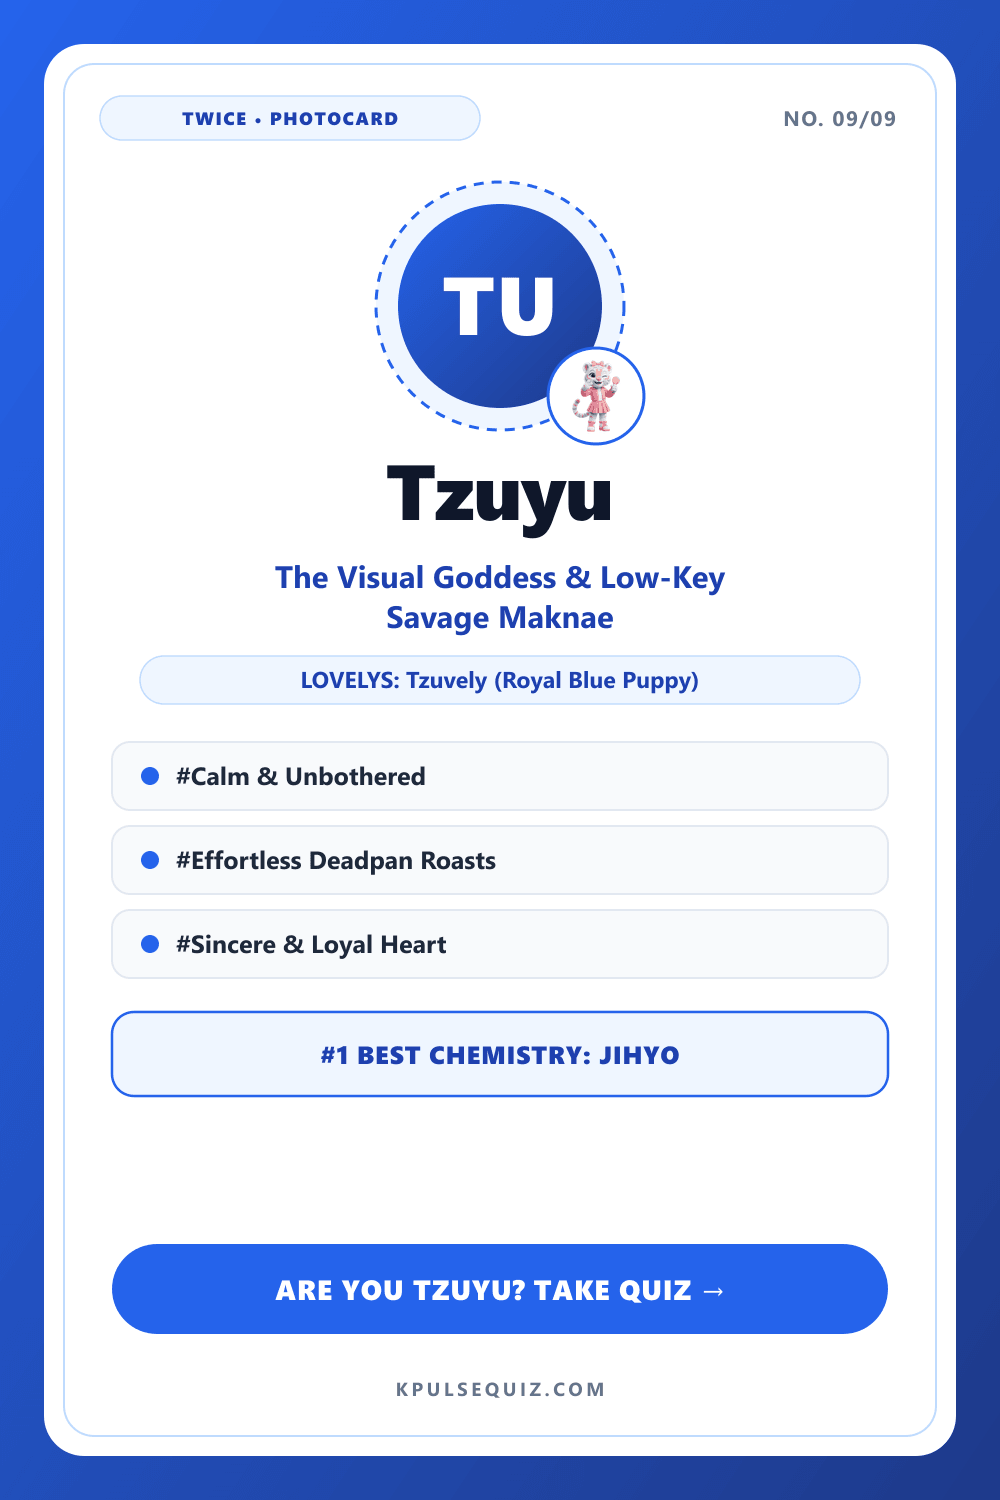 TWICE • PHOTOCARD
NO. 09/09
TU
Tzuyu
The Visual Goddess & Low-Key
Savage Maknae
LOVELYS: Tzuvely (Royal Blue Puppy)
#Calm & Unbothered
#Effortless Deadpan Roasts
#Sincere & Loyal Heart
#1 BEST CHEMISTRY: JIHYO
ARE YOU TZUYU? TAKE QUIZ →
KPULSEQUIZ.COM